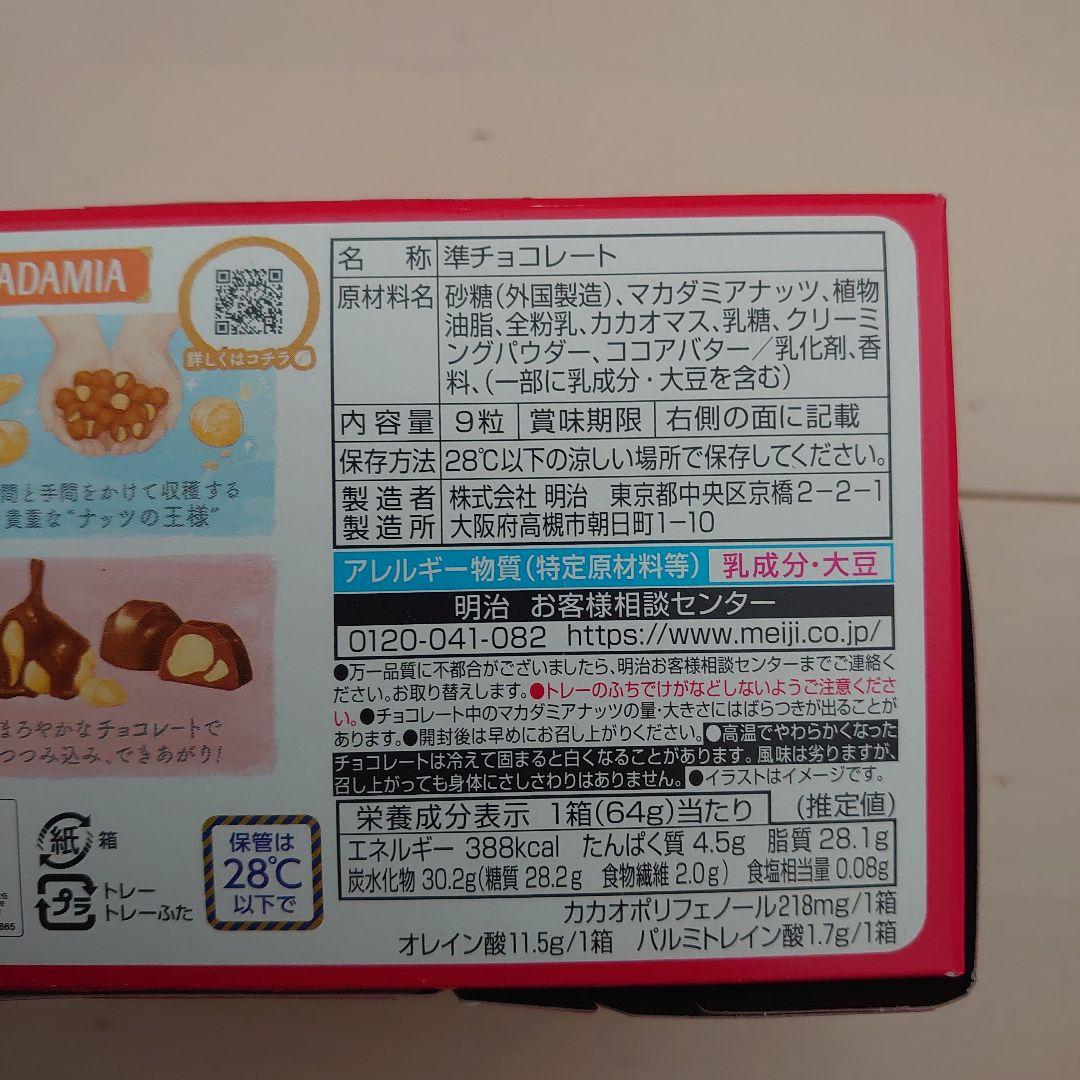 ADAMIA
詳しくはコチラ
間と手間をかけて収穫する
貴重な“ナッツの王様”
まろやかなチョコレートで
つつみ込み、できあがり!
紙 箱
プラ トレー
トレーふた
保管は
28℃
以下で
665
名 称 準チョコレート
原材料名 砂糖(外国製造)、マカダミアナッツ、植物
油脂、全粉乳、カカオマス、乳糖、クリーミ
ングパウダー、ココアバター/乳化剤、香
料、(一部に乳成分・大豆を含む)
内容量 9粒 賞味期限 右側の面に記載
保存方法 28℃以下の涼しい場所で保存してください。
製造者 株式会社 明治 東京都中央区京橋2-2-1
製造所 大阪府高槻市朝日町1-10
アレルギー物質(特定原材料等) 乳成分・大豆
明治 お客様相談センター
0120-041-082 https://www.meiji.co.jp/
●万一品質に不都合がございましたら、明治お客様相談センターまでご連絡く
ださい。お取り替えします。●トレーのふちでけがなどしないようご注意くださ
い。●チョコレート中のマカダミアナッツの量・大きさにはばらつきが出ることが
あります。●開封後は早めにお召し上がりください。●高温でやわらかくなった
チョコレートは冷えて固まると白くなることがあります。風味は劣りますが、
召し上がっても身体にさしさわりはありません。●イラストはイメージです。
栄養成分表示 1箱(64g)当たり (推定値)
エネルギー 388kcal たんぱく質 4.5g 脂質 28.1g
炭水化物 30.2g(糖質 28.2g 食物繊維 2.0g) 食塩相当量 0.08g
カカオポリフェノール218mg/1箱
オレイン酸11.5g/1箱 パルミトレイン酸1.7g/1箱